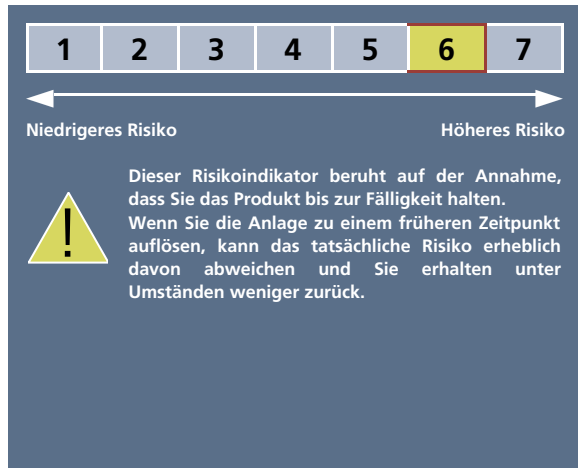 1 2 3 4 5 6 7
Niedrigeres Risiko Höheres Risiko
Dieser Risikoindikator beruht auf der Annahme,
dass Sie das Produkt bis zur Fälligkeit halten.
Wenn Sie die Anlage zu einem früheren Zeitpunkt
auflösen, kann das tatsächliche Risiko erheblich
davon abweichen und Sie erhalten unter
Umständen weniger zurück.
!